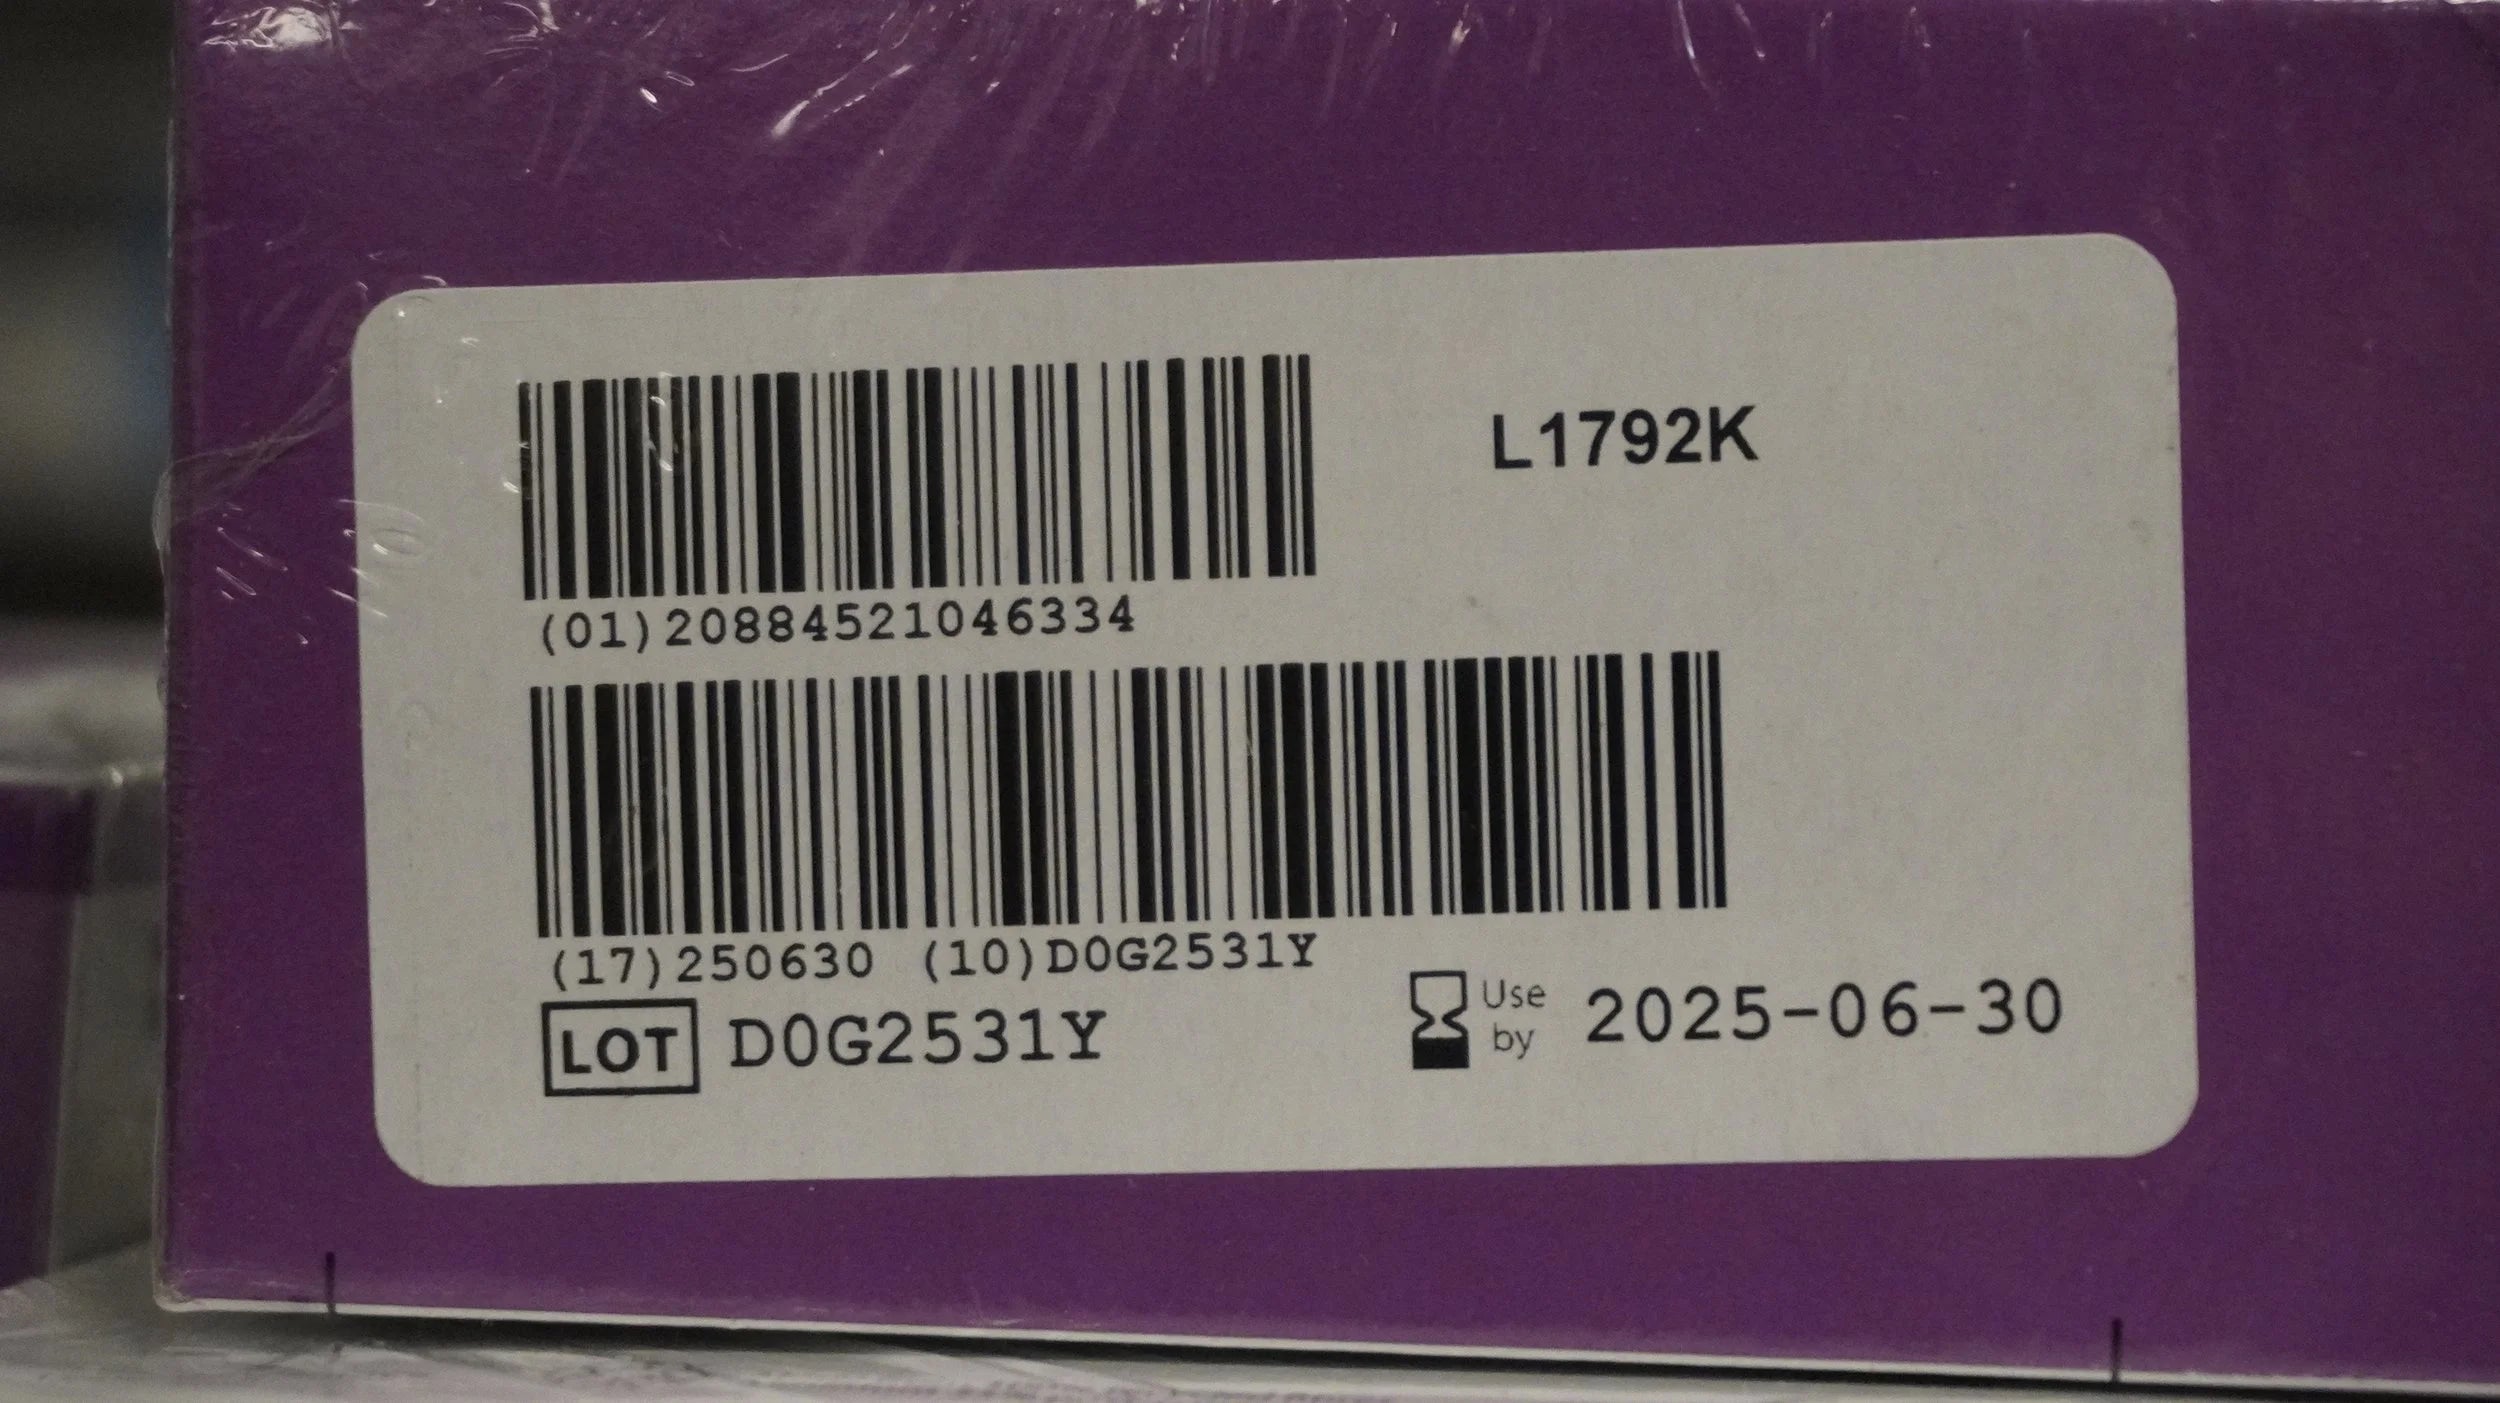 L1792K
(01)20884521046334
(17)250630 (10)D0G2531Y
LOT D0G2531Y
Use by 2025-06-30